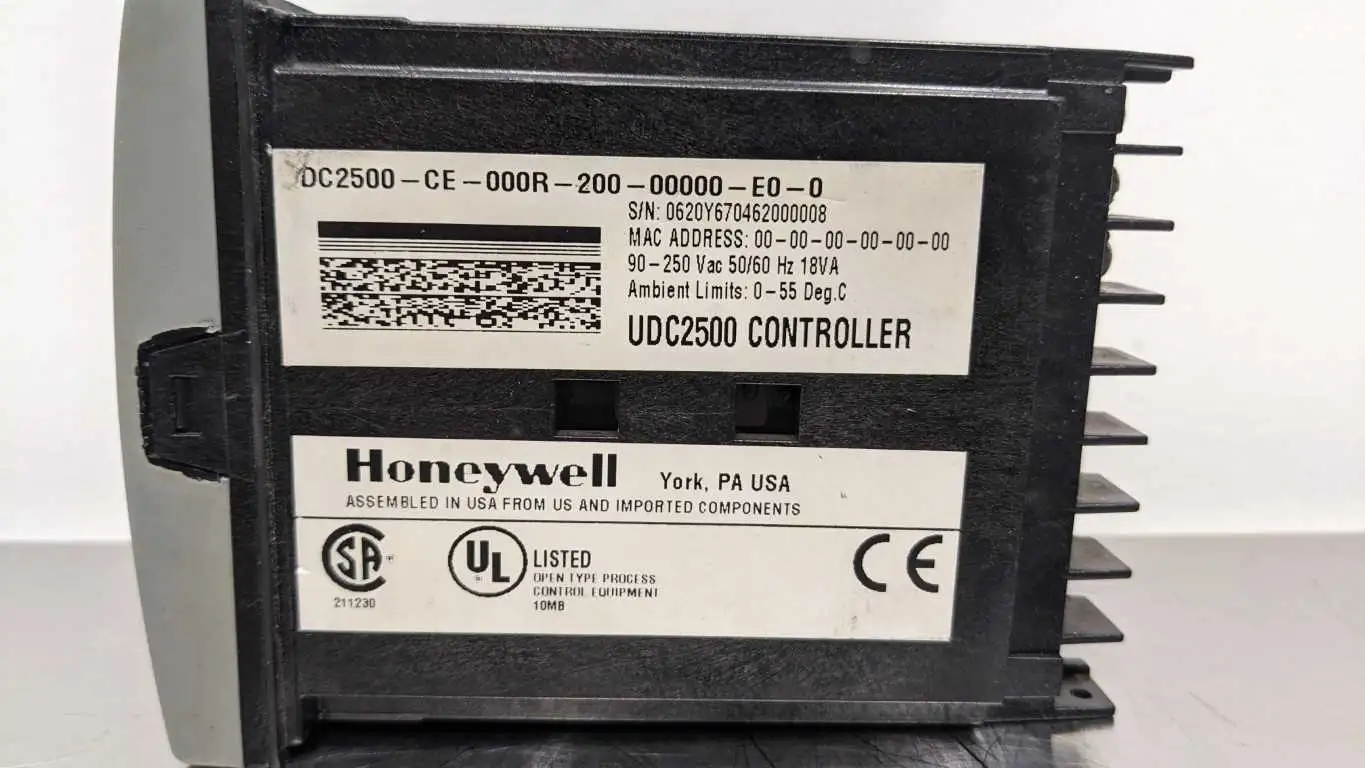 DC2500-CE-000R-200-00000-E0-0
S/N: 0620Y670462000008
MAC ADDRESS: 00-00-00-00-00-00
90-250 Vac 50/60 Hz 18VA
Ambient Limits: 0-55 Deg.C
UDC2500 CONTROLLER
Honeywell York, PA USA
ASSEMBLED IN USA FROM US AND IMPORTED COMPONENTS
SA
211230
UL
LISTED
OPEN TYPE PROCESS
CONTROL EQUIPMENT
10MB
CE